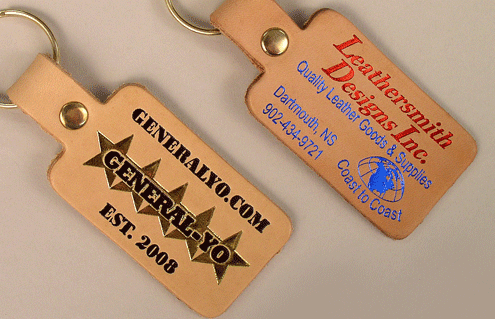 GENERALYO.COM
GENERAL-YO
EST. 2008
Leathersmith
Designs Inc.
Quality Leather Goods & Supplies
Dartmouth, NS
902-434-9721
Coast to Coast